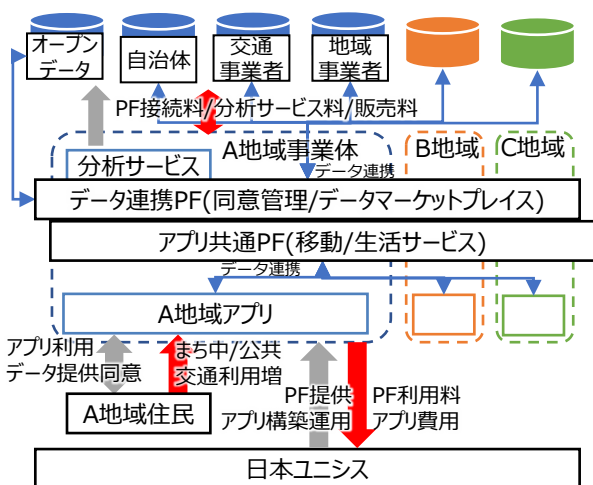 オープン
データ
自治体
交通
事業者
地域
事業者
PF接続料/分析サービス料/販売料
A地域事業体
B地域
C地域
分析サービス
データ連携
データ連携PF(同意管理/データマーケットプレイス)
アプリ共通PF(移動/生活サービス)
データ連携
A地域アプリ
アプリ利用
データ提供同意
まち中/公共
交通利用増
PF提供
アプリ構築運用
PF利用料
アプリ費用
A地域住民
日本ユニシス